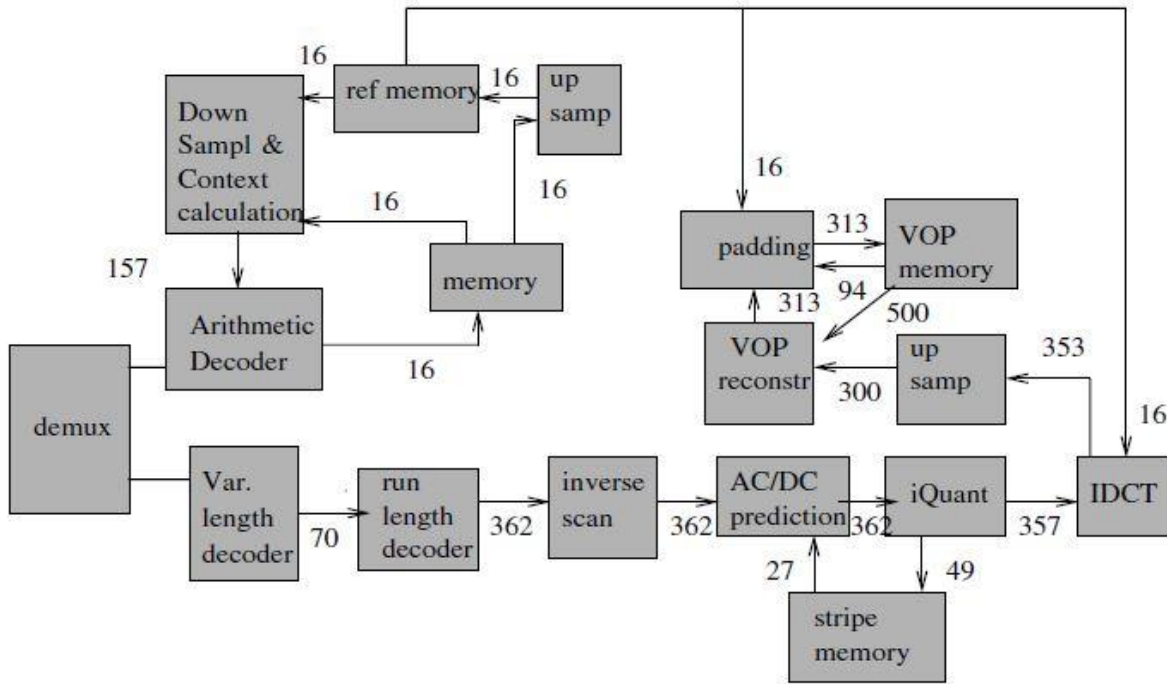 16
ref memory
16
up
samp
Down
Sampl &
Context
calculation
16
16
16
padding
313
VOP
memory
157
memory
94
313
500
Arithmetic
Decoder
16
VOP
reconstr
300
up
samp
353
demux
16
Var.
length
decoder
70
run
length
decoder
362
inverse
scan
362
AC/DC
prediction
362
iQuant
357
IDCT
27
49
stripe
memory